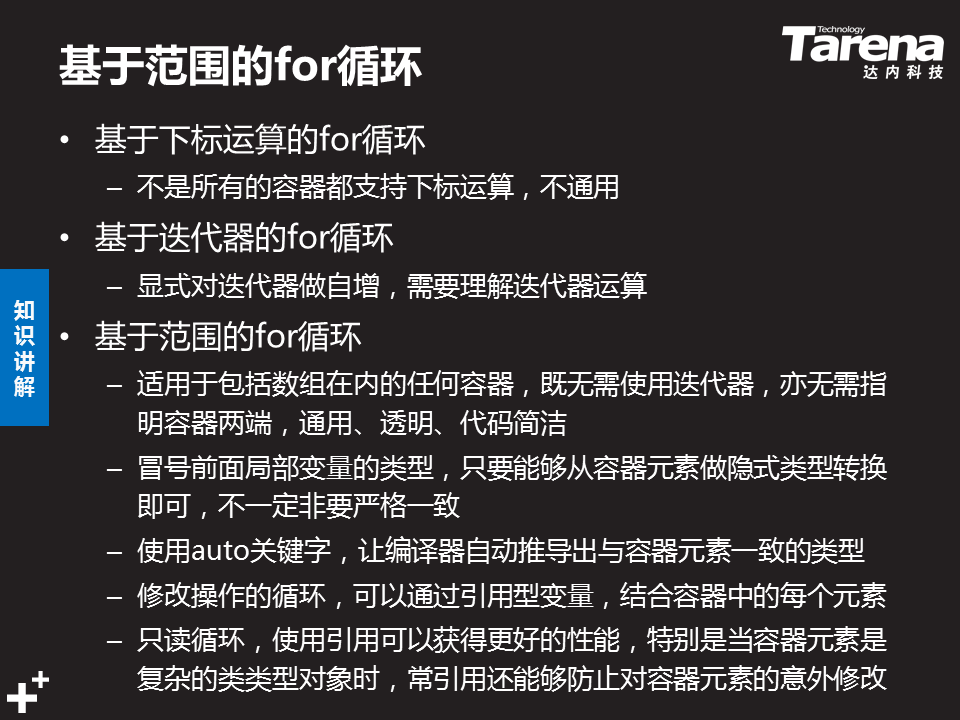 基于范围的for循环
Technology
Tarena
达内科技
• 基于下标运算的for循环
– 不是所有的容器都支持下标运算，不通用
• 基于迭代器的for循环
– 显式对迭代器做自增，需要理解迭代器运算
• 基于范围的for循环
– 适用于包括数组在内的任何容器，既无需使用迭代器，亦无需指
明容器两端，通用、透明、代码简洁
– 冒号前面局部变量的类型，只要能够从容器元素做隐式类型转换
即可，不一定非要严格一致
– 使用auto关键字，让编译器自动推导出与容器元素一致的类型
– 修改操作的循环，可以通过引用型变量，结合容器中的每个元素
– 只读循环，使用引用可以获得更好的性能，特别是当容器元素是
复杂的类类型对象时，常引用还能够防止对容器元素的意外修改
知
识
讲
解